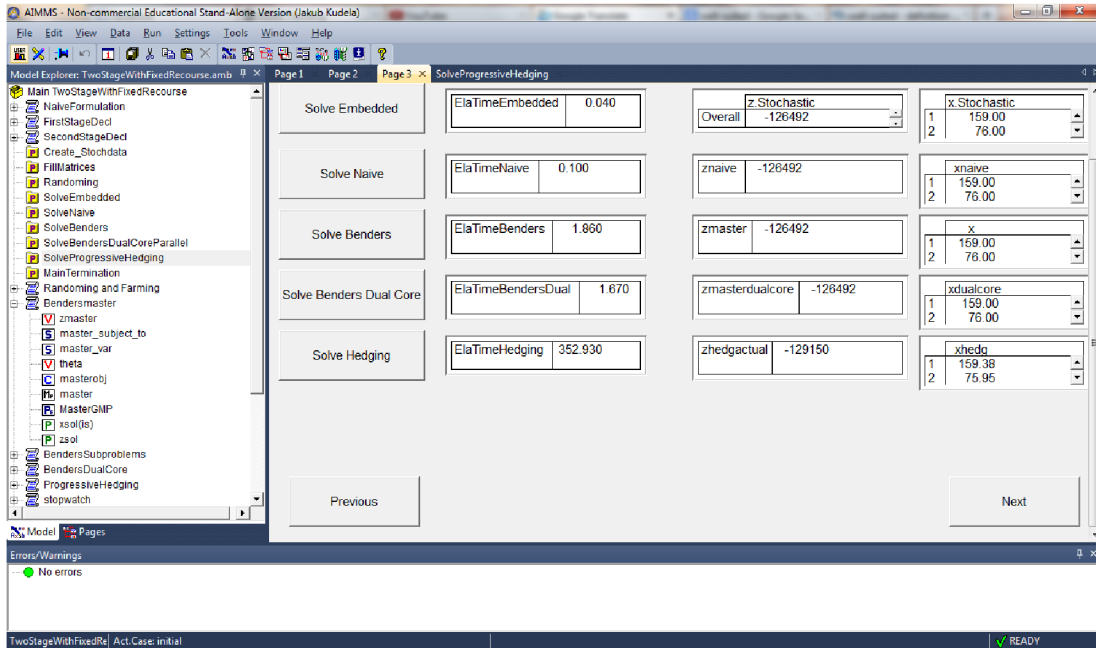 AIMMS - Non-commercial Educational Stand-Alone Version (Jakub Kudela)
File Edit View Data Run Settings Tools Window Help
Model Explorer: TwoStageWithFixedRecourse.amb
Page 1 Page 2 Page 3 SolveProgressiveHedging
Main TwoStageWithFixedRecourse
NaiveFormulation
FirstStageDecl
SecondStageDecl
Create_Stochdata
FillMatrices
Randoming
SolveEmbedded
SolveNaive
SolveBenders
SolveBendersDualCoreParallel
SolveProgressiveHedging
MainTermination
Randoming and Farming
Bendersmaster
zmaster
master_subject_to
master_var
theta
masterobj
master
MasterGMP
xsol(is)
zsol
BendersSubproblems
BendersDualCore
ProgressiveHedging
stopwatch
Model Pages
Solve Embedded
ElaTimeEmbedded 0.040
z.Stochastic
Overall -126492
x.Stochastic
1 159.00
2 76.00
Solve Naive
ElaTimeNaive 0.100
znaive -126492
xnaive
1 159.00
2 76.00
Solve Benders
ElaTimeBenders 1.860
zmaster -126492
x
1 159.00
2 76.00
Solve Benders Dual Core
ElaTimeBendersDual 1.670
zmasterdualcore -126492
xdualcore
1 159.00
2 76.00
Solve Hedging
ElaTimeHedging 352.930
zhedgactual -129150
xhedg
1 159.38
2 75.95
Previous
Next
Errors/Warnings
No errors
TwoStageWithFixedRe Act.Case: initial
READY